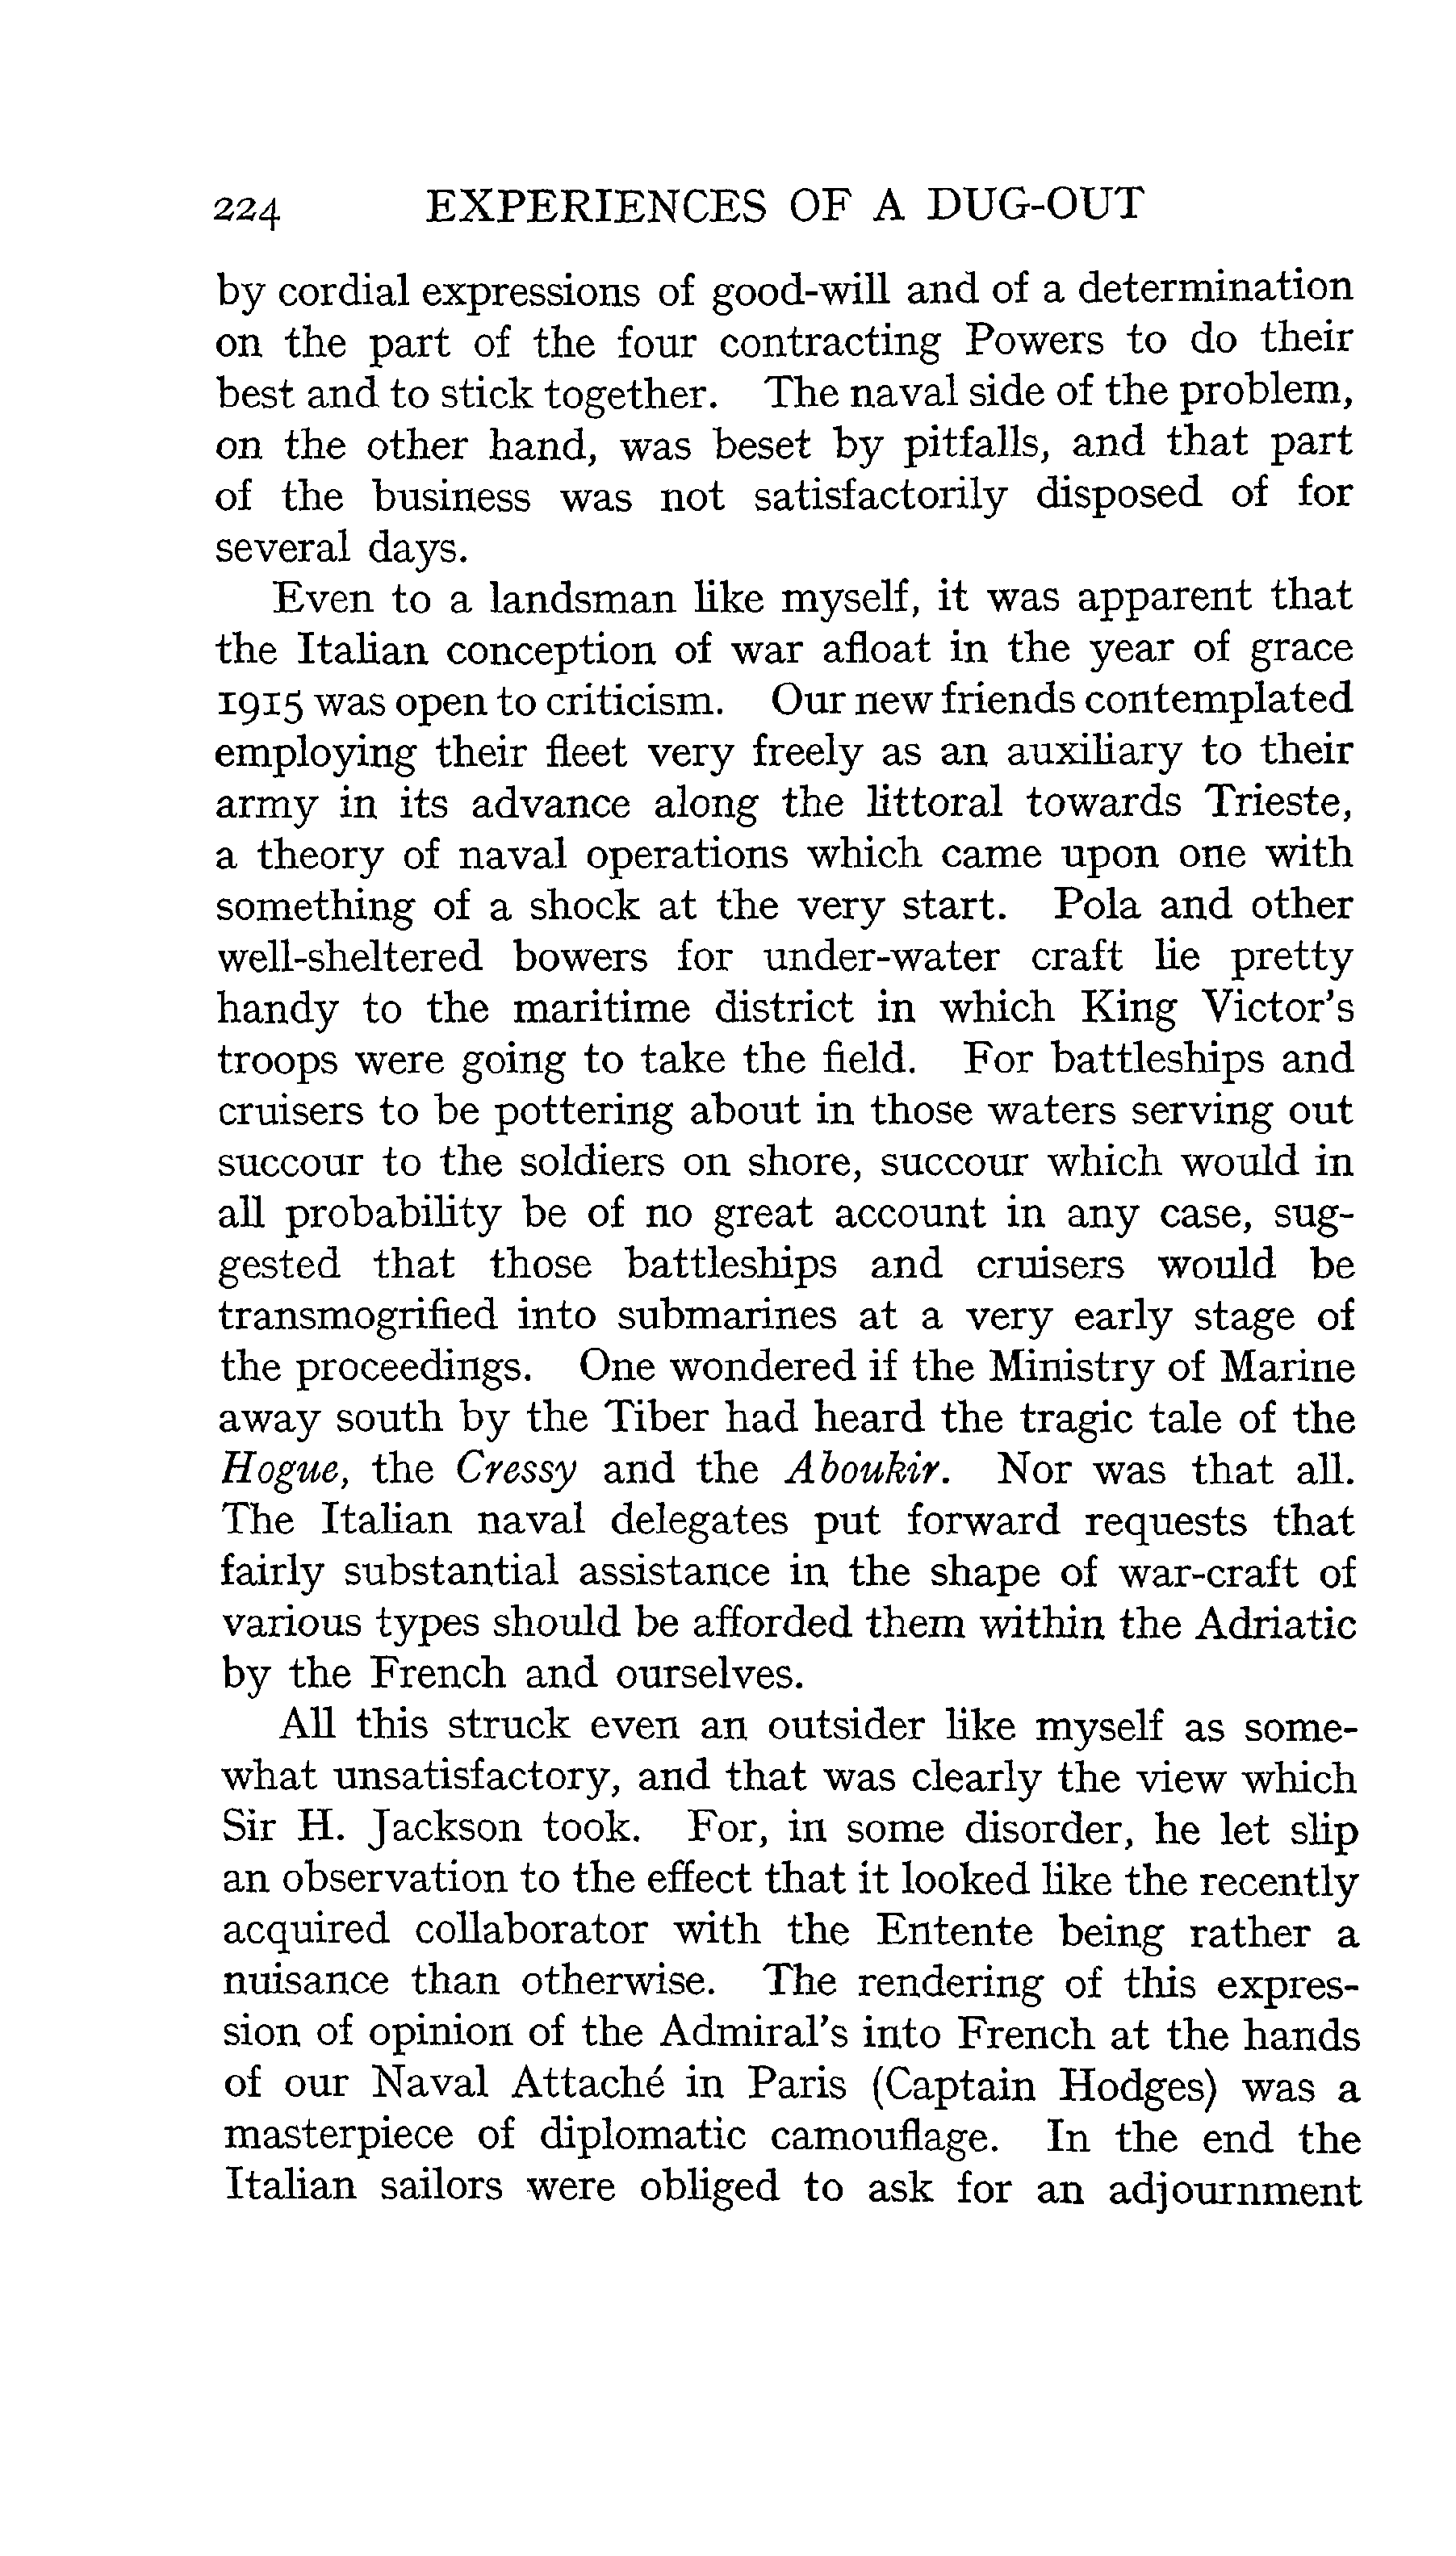 224 EXPERIENCES OF A DUG-OUT
by cordial expressions of good-will and of a determination
on the part of the four contracting Powers to do their
best and to stick together. The naval side of the problem,
on the other hand, was beset by pitfalls, and that part
of the business was not satisfactorily disposed of for
several days.
Even to a landsman like myself, it was apparent that
the Italian conception of war afloat in the year of grace
1915 was open to criticism. Our new friends contemplated
employing their fleet very freely as an auxiliary to their
army in its advance along the littoral towards Trieste,
a theory of naval operations which came upon one with
something of a shock at the very start. Pola and other
well-sheltered bowers for under-water craft lie pretty
handy to the maritime district in which King Victor's
troops were going to take the field. For battleships and
cruisers to be pottering about in those waters serving out
succour to the soldiers on shore, succour which would in
all probability be of no great account in any case, sug-
gested that those battleships and cruisers would be
transmogrified into submarines at a very early stage of
the proceedings. One wondered if the Ministry of Marine
away south by the Tiber had heard the tragic tale of the
Hogue, the Cressy and the Aboukir. Nor was that all.
The Italian naval delegates put forward requests that
fairly substantial assistance in the shape of war-craft of
various types should be afforded them within the Adriatic
by the French and ourselves.
All this struck even an outsider like myself as some-
what unsatisfactory, and that was clearly the view which
Sir H. Jackson took. For, in some disorder, he let slip
an observation to the effect that it looked like the recently
acquired collaborator with the Entente being rather a
nuisance than otherwise. The rendering of this expres-
sion of opinion of the Admiral's into French at the hands
of our Naval Attaché in Paris (Captain Hodges) was a
masterpiece of diplomatic camouflage. In the end the
Italian sailors were obliged to ask for an adjournment